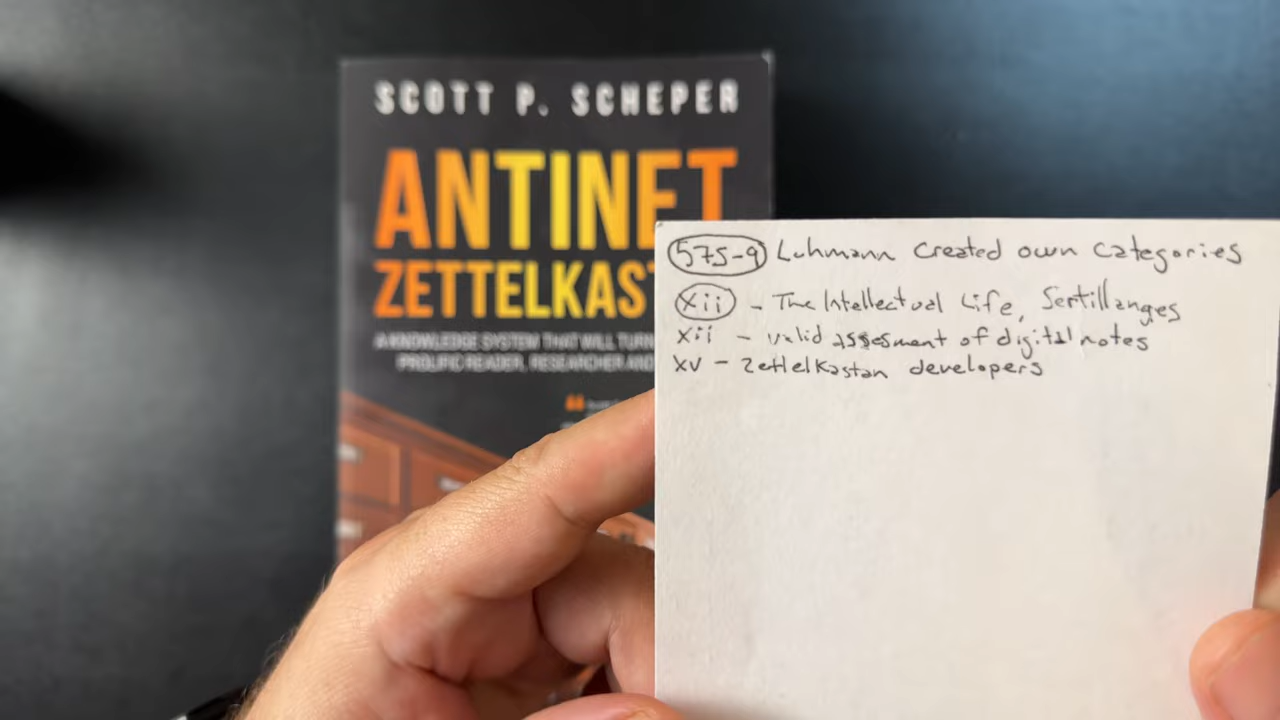 SCOTT P. SCHEPER
ANTINET
ZETTELKAS
A KNOWLEDGE SYSTEM THAT WILL TURN
PROLIFIC READER, RESEARCHER AND
575-9 Luhmann created own categories
xii - The Intellectual Life, Sertillanges
xii - valid assesment of digital notes
xv - Zettelkastan developers